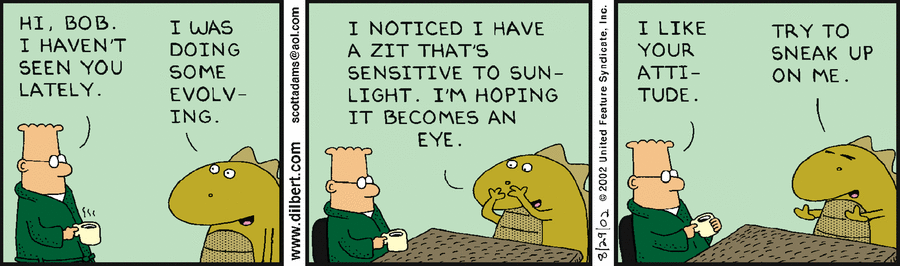 HI, BOB.
I HAVEN'T
SEEN YOU
LATELY.
I WAS
DOING
SOME
EVOLV-
ING.
www.dilbert.com
scottadams@aol.com
I NOTICED I HAVE
A ZIT THAT'S
SENSITIVE TO SUN-
LIGHT. I'M HOPING
IT BECOMES AN
EYE.
8/29/02 © 2002 United Feature Syndicate, Inc.
I LIKE
YOUR
ATTI-
TUDE.
TRY TO
SNEAK UP
ON ME.